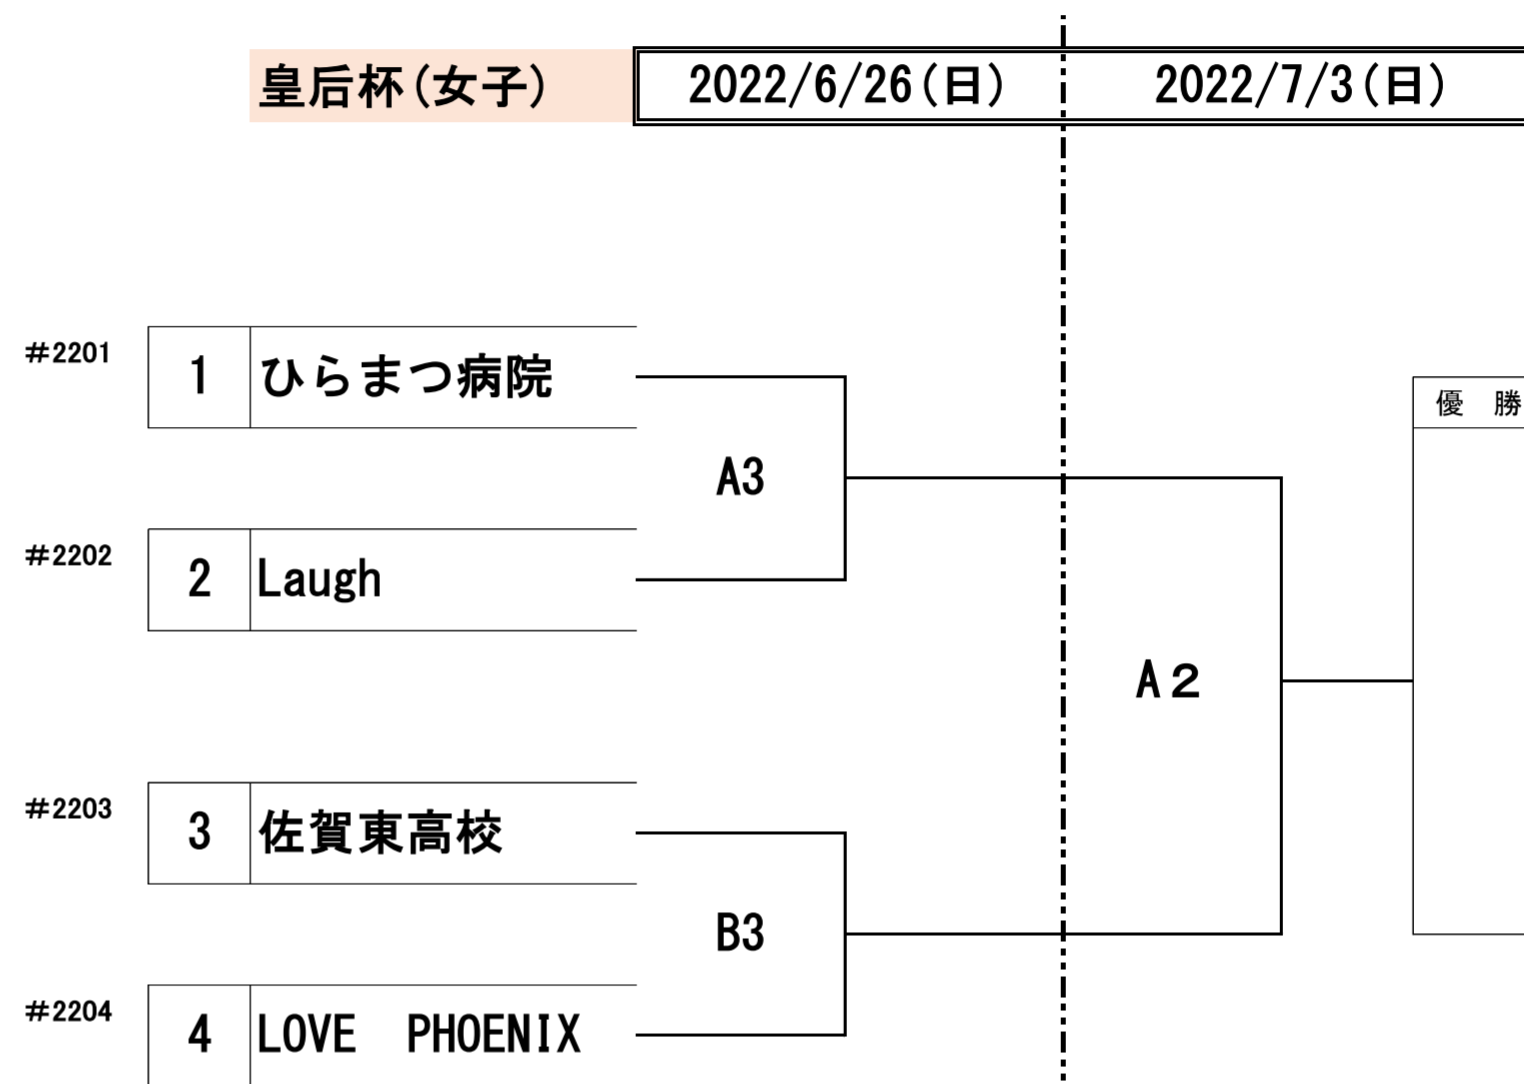 皇后杯(女子) 2022/6/26(日) 2022/7/3(日)
#2201 1 ひらまつ病院
優 勝
A3
#2202 2 Laugh
A2
#2203 3 佐賀東高校
B3
#2204 4 LOVE PHOENIX